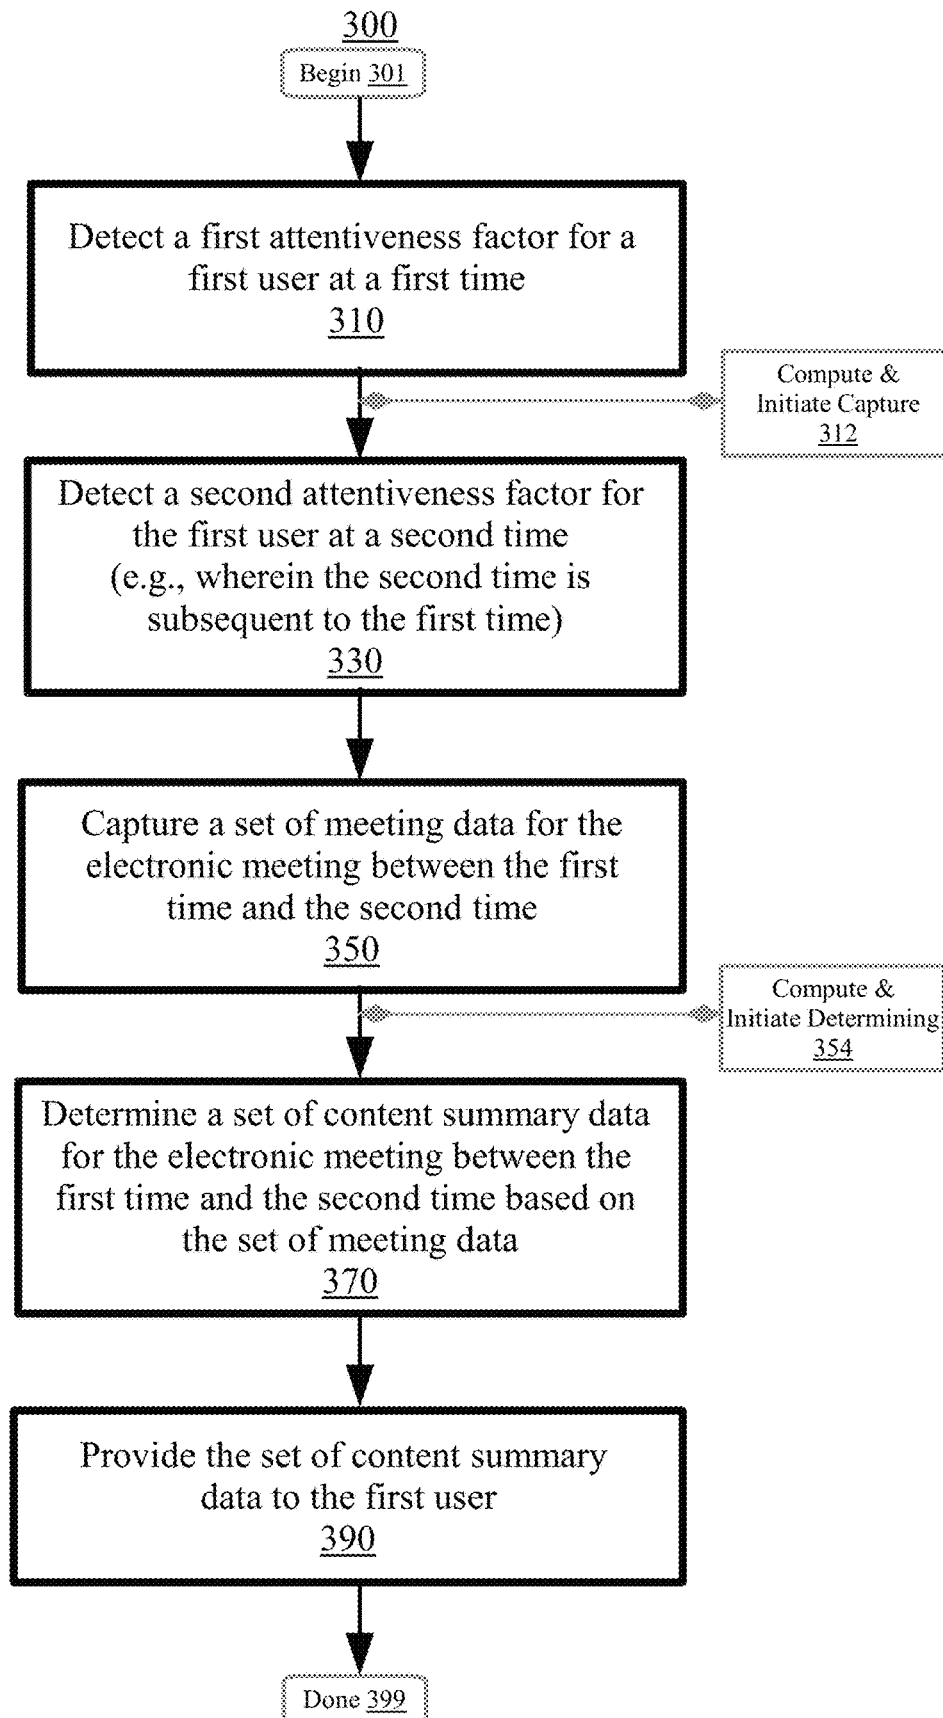 300
Begin 301
Detect a first attentiveness factor for a
first user at a first time
310
Compute &
Initiate Capture
312
Detect a second attentiveness factor for
the first user at a second time
(e.g., wherein the second time is
subsequent to the first time)
330
Capture a set of meeting data for the
electronic meeting between the first
time and the second time
350
Compute &
Initiate Determining
354
Determine a set of content summary data
for the electronic meeting between the
first time and the second time based on
the set of meeting data
370
Provide the set of content summary
data to the first user
390
Done 399